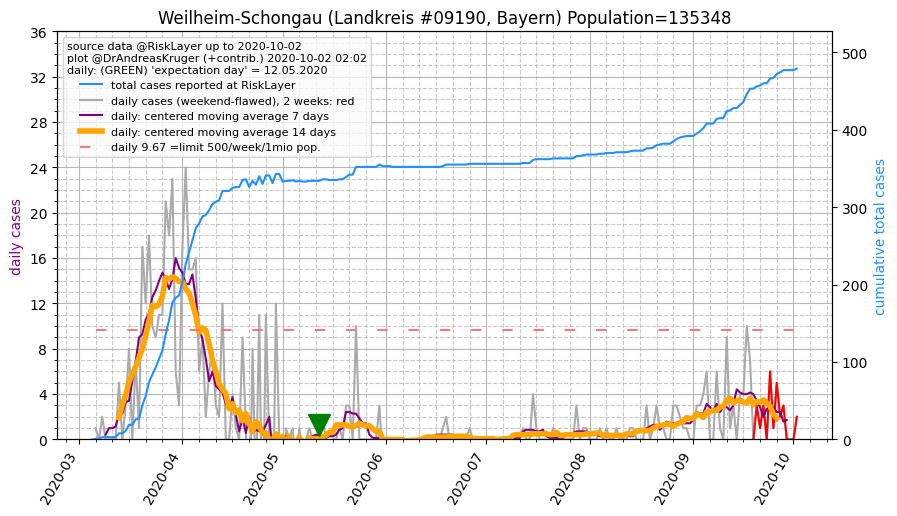 Weilheim-Schongau (Landkreis #09190, Bayern) Population=135348
source data @RiskLayer up to 2020-10-02
plot @DrAndreasKruger (+contrib.) 2020-10-02 02:02
daily: (GREEN) 'expectation day' = 12.05.2020
total cases reported at RiskLayer
daily cases (weekend-flawed), 2 weeks: red
daily: centered moving average 7 days
daily: centered moving average 14 days
daily 9.67 =limit 500/week/1mio pop.
daily cases
36
32
28
24
20
16
12
8
4
0
500
400
300
200
100
0
cumulative total cases
2020-03
2020-04
2020-05
2020-06
2020-07
2020-08
2020-09
2020-10